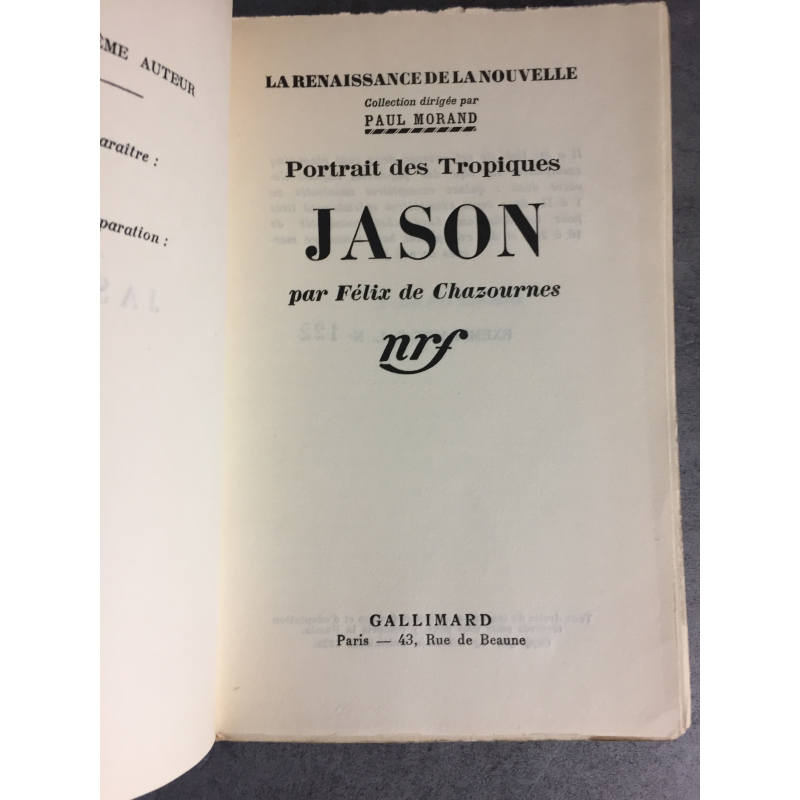 ÊME AUTEUR
araître :
paration :
LA RENAISSANCE DE LA NOUVELLE
Collection dirigée par
PAUL MORAND
Portrait des Tropiques
JASON
par Félix de Chazournes
nrf
GALLIMARD
Paris — 43, Rue de Beaune